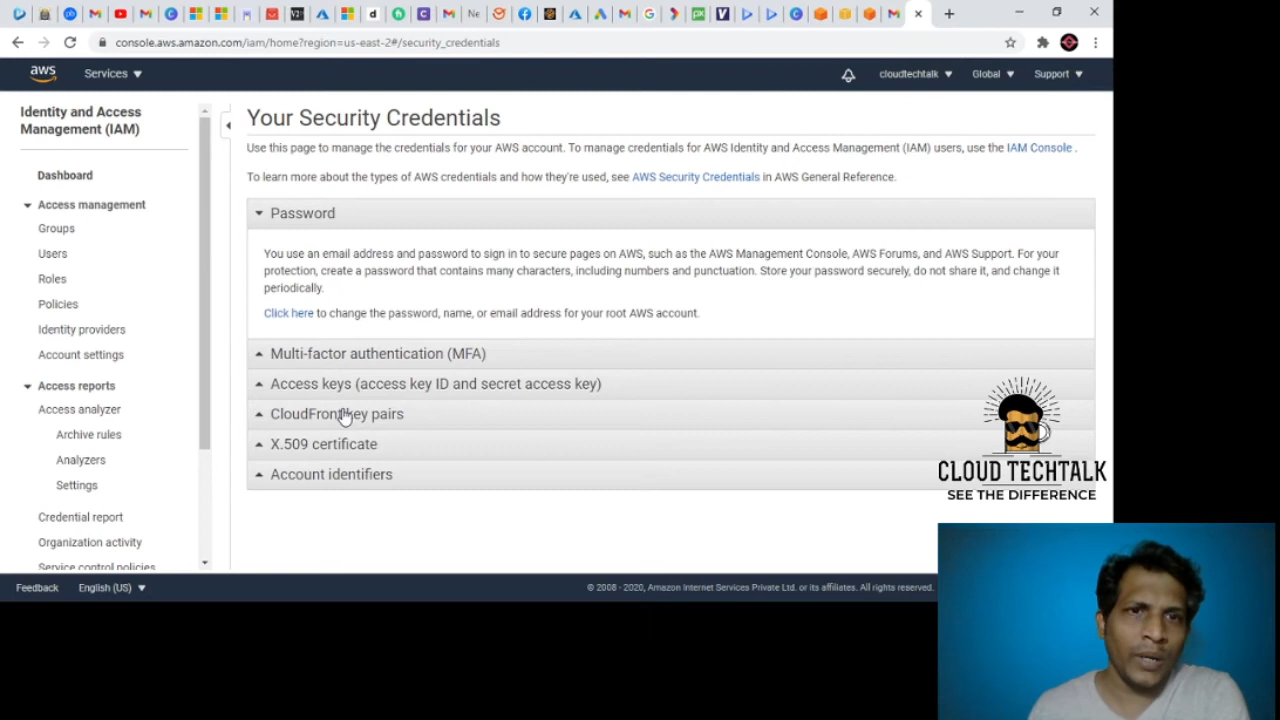 Ne
console.aws.amazon.com/iam/home?region=us-east-2#/security_credentials
aws
Services
cloudtechtalk
Global
Support
Identity and Access
Management (IAM)
Dashboard
Access management
Groups
Users
Roles
Policies
Identity providers
Account settings
Access reports
Access analyzer
Archive rules
Analyzers
Settings
Credential report
Organization activity
Service control policies
Your Security Credentials
Use this page to manage the credentials for your AWS account. To manage credentials for AWS Identity and Access Management (IAM) users, use the IAM Console .
To learn more about the types of AWS credentials and how they're used, see AWS Security Credentials in AWS General Reference.
Password
You use an email address and password to sign in to secure pages on AWS, such as the AWS Management Console, AWS Forums, and AWS Support. For your
protection, create a password that contains many characters, including numbers and punctuation. Store your password securely, do not share it, and change it
periodically.
Click here to change the password, name, or email address for your root AWS account.
Multi-factor authentication (MFA)
Access keys (access key ID and secret access key)
CloudFront key pairs
X.509 certificate
Account identifiers
CLOUD TECHTALK
SEE THE DIFFERENCE
Feedback
English (US)
© 2008 - 2020, Amazon Internet Services Private Ltd. or its affiliates. All rights reserved.